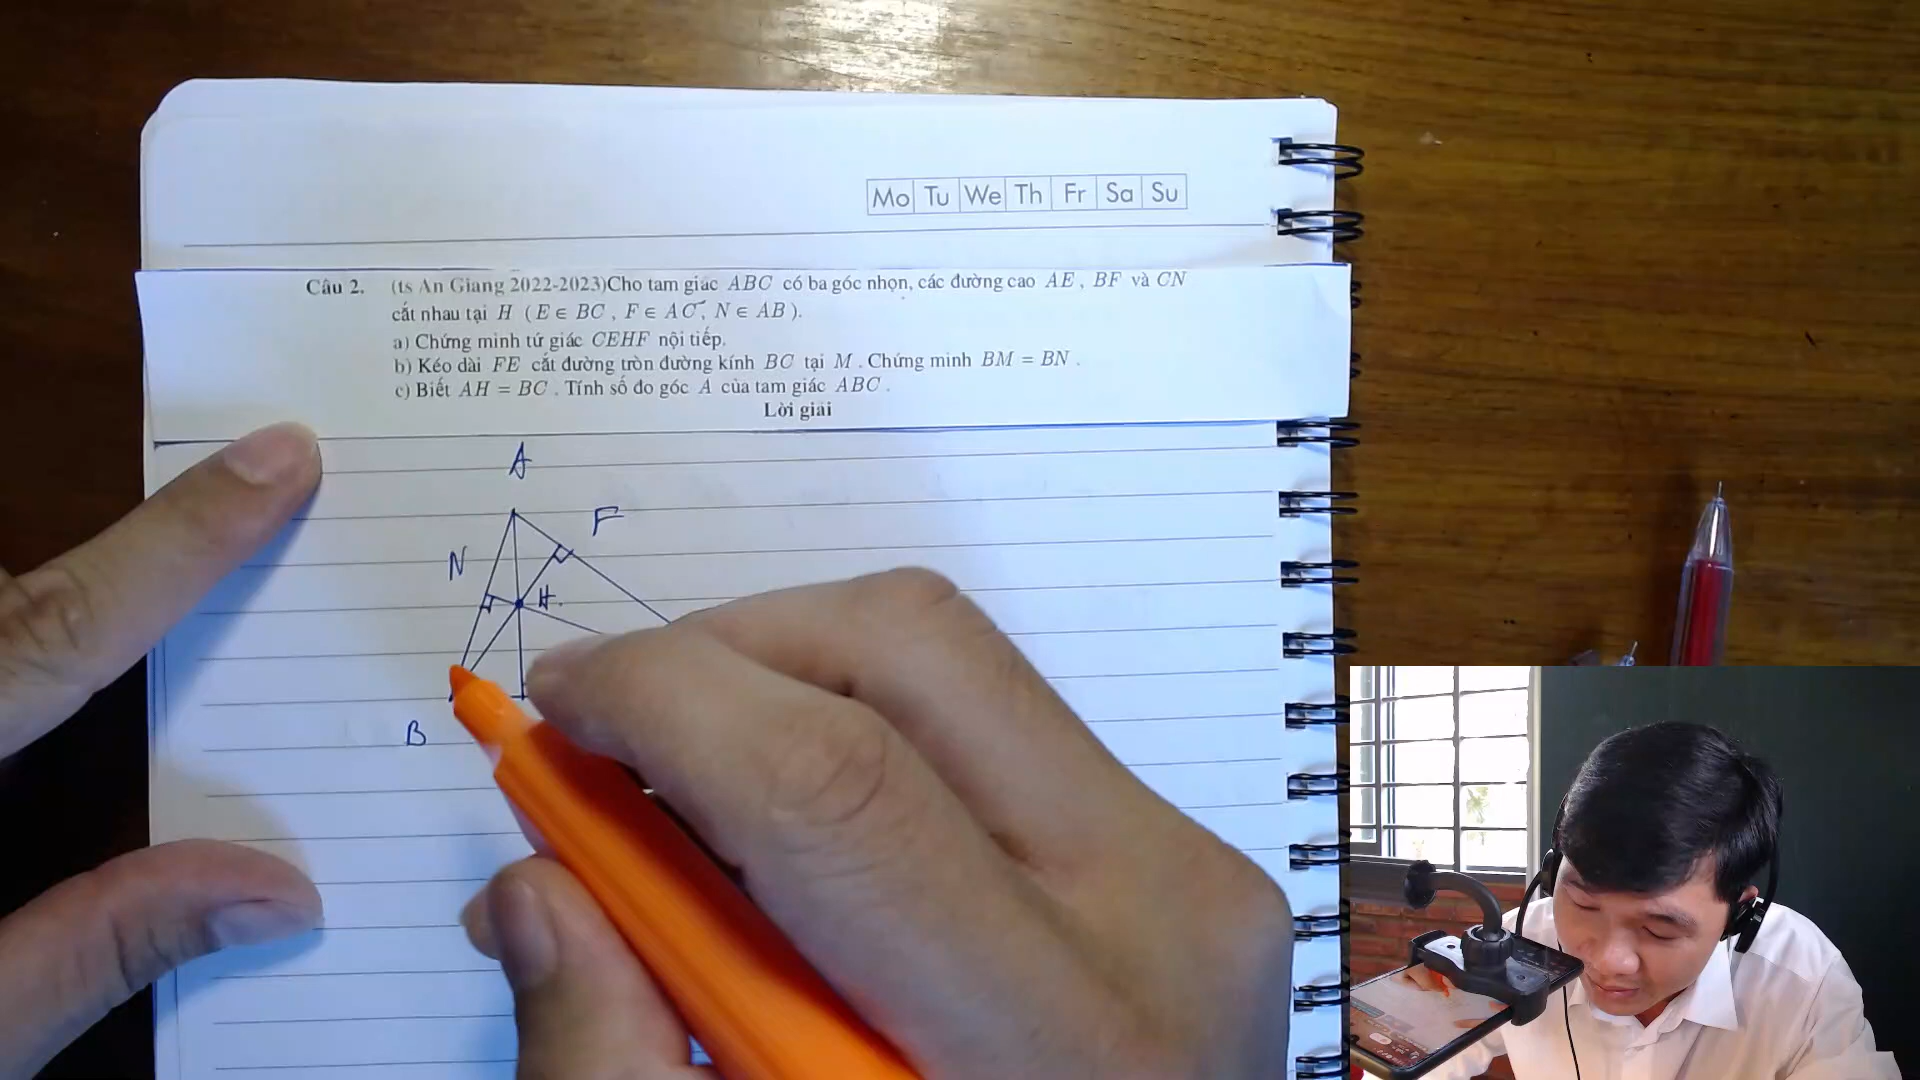 Mo Tu We Th Fr Sa Su
Câu 2. (ts An Giang 2022-2023)Cho tam giác ABC có ba góc nhọn, các đường cao AE , BF và CN
cắt nhau tại H ( E ∈ BC , F ∈ AC , N ∈ AB ).
a) Chứng minh tứ giác CEHF nội tiếp.
b) Kéo dài FE cắt đường tròn đường kính BC tại M . Chứng minh BM = BN .
c) Biết AH = BC . Tính số đo góc A của tam giác ABC .
Lời giải
A
F
N
H.
B